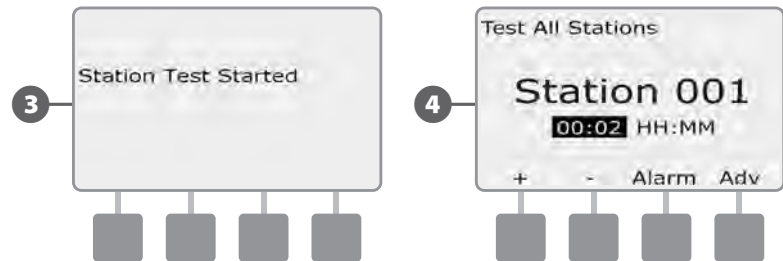 3
Station Test Started
4
Test All Stations
Station 001
00:02 HH:MM
+ - Alarm Adv